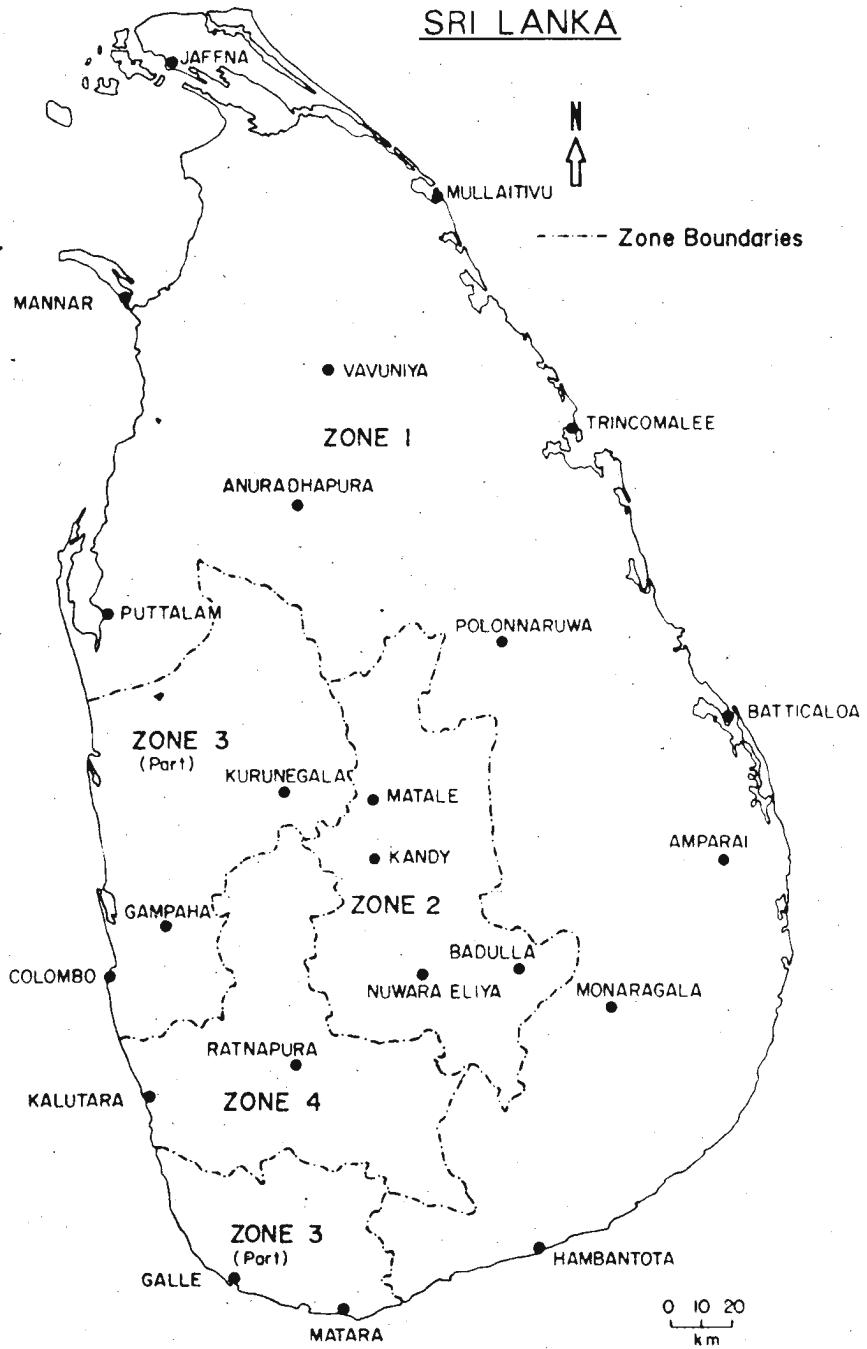 SRI LANKA
JAFFNA
N
MULLAITIVU
Zone Boundaries
MANNAR
VAVUNIYA
TRINCOMALEE
ZONE 1
ANURADHAPURA
PUTTALAM
POLONNARUWA
BATTICALOA
ZONE 3
(Part)
KURUNEGALA
MATALE
KANDY
AMPARAI
ZONE 2
GAMPAHA
BADULLA
COLOMBO
NUWARA ELIYA
MONARAGALA
RATNAPURA
KALUTARA
ZONE 4
ZONE 3
(Part)
HAMBANTOTA
GALLE
0 10 20
km
MATARA